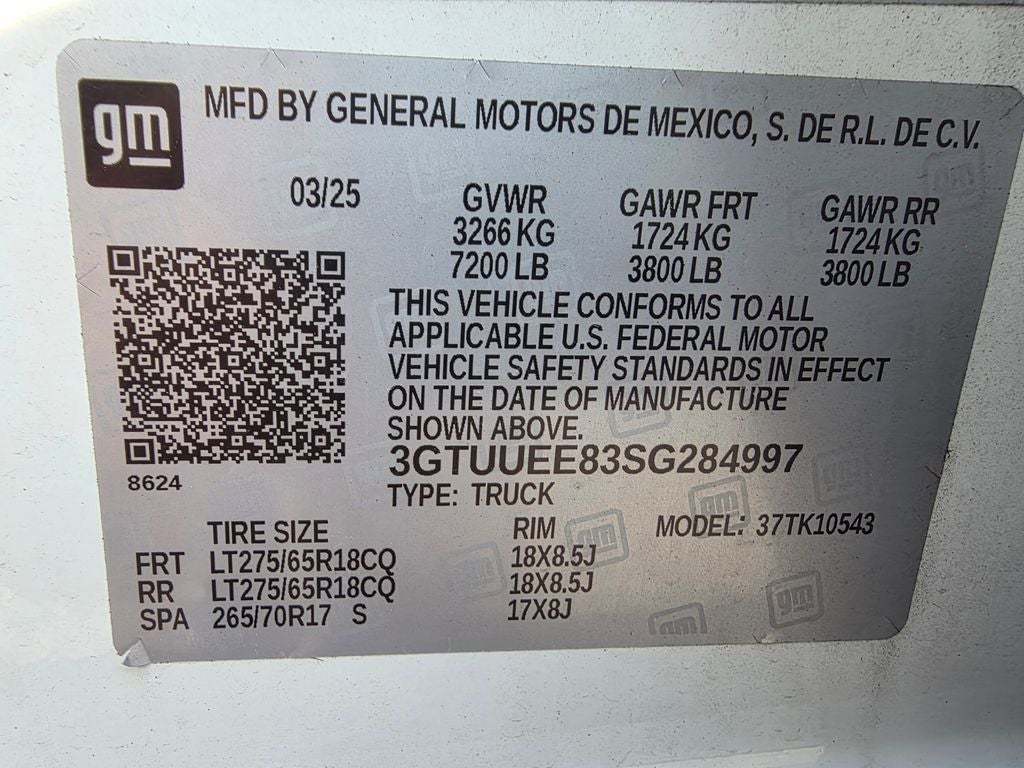 gm MFD BY GENERAL MOTORS DE MEXICO, S. DE R.L. DE C.V.
03/25 GVWR GAWR FRT GAWR RR
3266 KG 1724 KG 1724 KG
7200 LB 3800 LB 3800 LB
THIS VEHICLE CONFORMS TO ALL
APPLICABLE U.S. FEDERAL MOTOR
VEHICLE SAFETY STANDARDS IN EFFECT
ON THE DATE OF MANUFACTURE
SHOWN ABOVE.
3GTUUEE83SG284997
8624 TYPE: TRUCK
TIRE SIZE RIM MODEL: 37TK10543
FRT LT275/65R18CQ 18X8.5J
RR LT275/65R18CQ 18X8.5J
SPA 265/70R17 S 17X8J